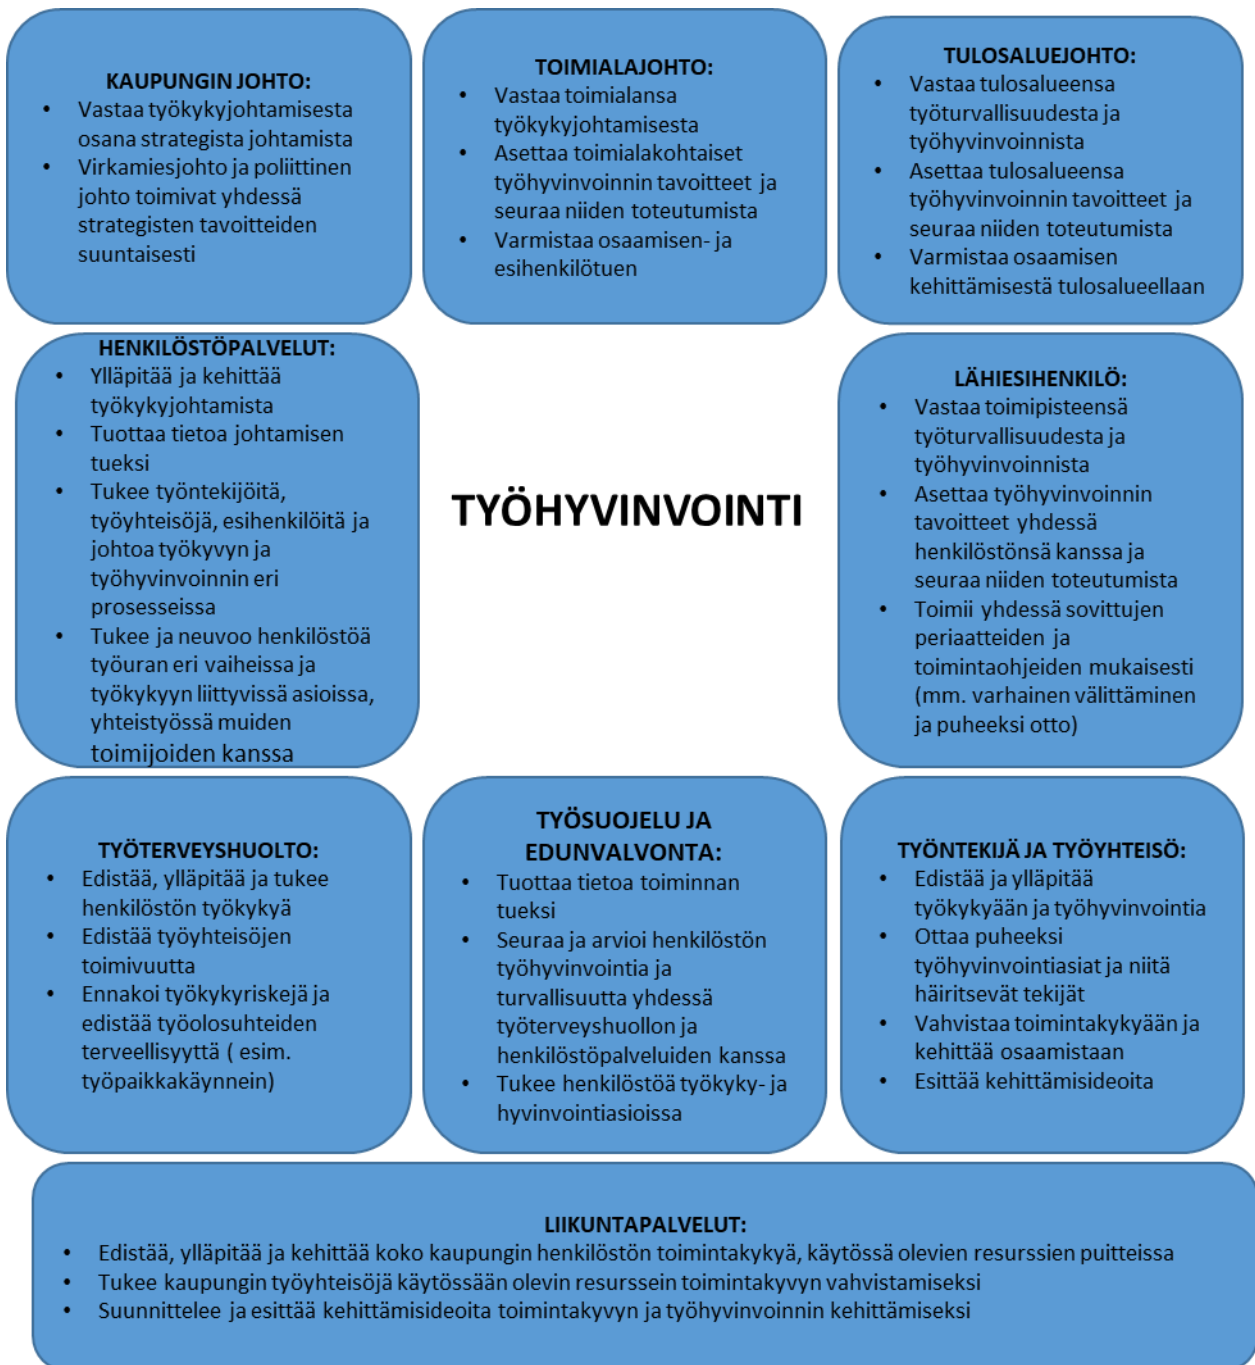 KAUPUNGIN JOHTO:
• Vastaa työkykyjohtamisesta
osana strategista johtamista
• Virkamiesjohto ja poliittinen
johto toimivat yhdessä
strategisten tavoitteiden
suuntaisesti
TOIMIALAJOHTO:
• Vastaa toimialansa
työkykyjohtamisesta
• Asettaa toimialakohtaiset
työhyvinvoinnin tavoitteet ja
seuraa niiden toteutumista
• Varmistaa osaamisen- ja
esihenkilötuen
TULOSALUEJOHTO:
• Vastaa tulosalueensa
työturvallisuudesta ja
työhyvinvoinnista
• Asettaa tulosalueensa
työhyvinvoinnin tavoitteet ja
seuraa niiden toteutumista
• Varmistaa osaamisen
kehittämisestä tulosalueellaan
HENKILÖSTÖPALVELUT:
• Ylläpitää ja kehittää
työkykyjohtamista
• Tuottaa tietoa johtamisen
tueksi
• Tukee työntekijöitä,
työyhteisöjä, esihenkilöitä ja
johtoa työkyvyn ja
työhyvinvoinnin eri
prosesseissa
• Tukee ja neuvoo henkilöstöä
työuran eri vaiheissa ja
työkykyyn liittyvissä asioissa,
yhteistyössä muiden
toimijoiden kanssa
TYÖHYVINVOINTI
LÄHIESIHENKILÖ:
• Vastaa toimipisteensä
työturvallisuudesta ja
työhyvinvoinnista
• Asettaa työhyvinvoinnin
tavoitteet yhdessä
henkilöstönsä kanssa ja
seuraa niiden toteutumista
• Toimii yhdessä sovittujen
periaatteiden ja
toimintaohjeiden mukaisesti
(mm. varhainen välittäminen
ja puheeksi otto)
TYÖTERVEYSHUOLTO:
• Edistää, ylläpitää ja tukee
henkilöstön työkykyä
• Edistää työyhteisöjen
toimivuutta
• Ennakoi työkykyriskejä ja
edistää työolosuhteiden
terveellisyyttä ( esim.
työpaikkakäynnein)
TYÖSUOJELU JA
EDUNVALVONTA:
• Tuottaa tietoa toiminnan
tueksi
• Seuraa ja arvioi henkilöstön
työhyvinvointia ja
turvallisuutta yhdessä
työterveyshuollon ja
henkilöstöpalveluiden kanssa
• Tukee henkilöstöä työkyky- ja
hyvinvointiasioissa
TYÖNTEKIJÄ JA TYÖYHTEISÖ:
• Edistää ja ylläpitää
työkykyään ja työhyvinvointia
• Ottaa puheeksi
työhyvinvointiasiat ja niitä
häiritsevät tekijät
• Vahvistaa toimintakykyään ja
kehittää osaamistaan
• Esittää kehittämisideoita
LIIKUNTAPALVELUT:
• Edistää, ylläpitää ja kehittää koko kaupungin henkilöstön toimintakykyä, käytössä olevien resurssien puitteissa
• Tukee kaupungin työyhteisöjä käytössään olevin resurssein toimintakyvyn vahvistamiseksi
• Suunnittelee ja esittää kehittämisideoita toimintakyvyn ja työhyvinvoinnin kehittämiseksi